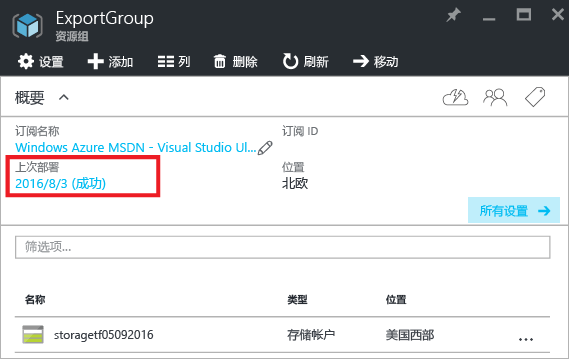 ExportGroup
资源组
设置 添加 列 删除 刷新 移动
概要
订阅名称 订阅 ID
Windows Azure MSDN - Visual Studio Ul...
上次部署 位置
2016/8/3 (成功) 北欧
所有设置
筛选项...
名称 类型 位置
storagetf05092016 存储帐户 美国西部 ...